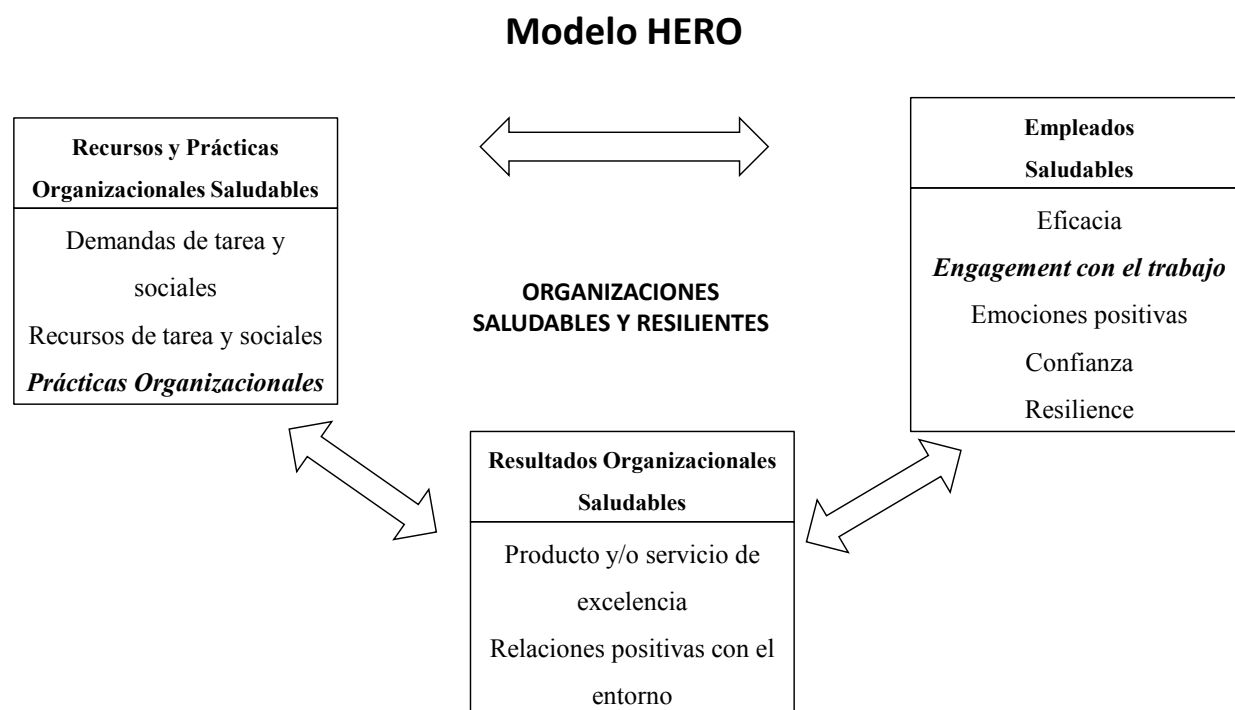 Modelo HERO
Recursos y Prácticas
Organizacionales Saludables
Demandas de tarea y
sociales
Recursos de tarea y sociales
Prácticas Organizacionales
ORGANIZACIONES
SALUDABLES Y RESILIENTES
Empleados
Saludables
Eficacia
Engagement con el trabajo
Emociones positivas
Confianza
Resilience
Resultados Organizacionales
Saludables
Producto y/o servicio de
excelencia
Relaciones positivas con el
entorno